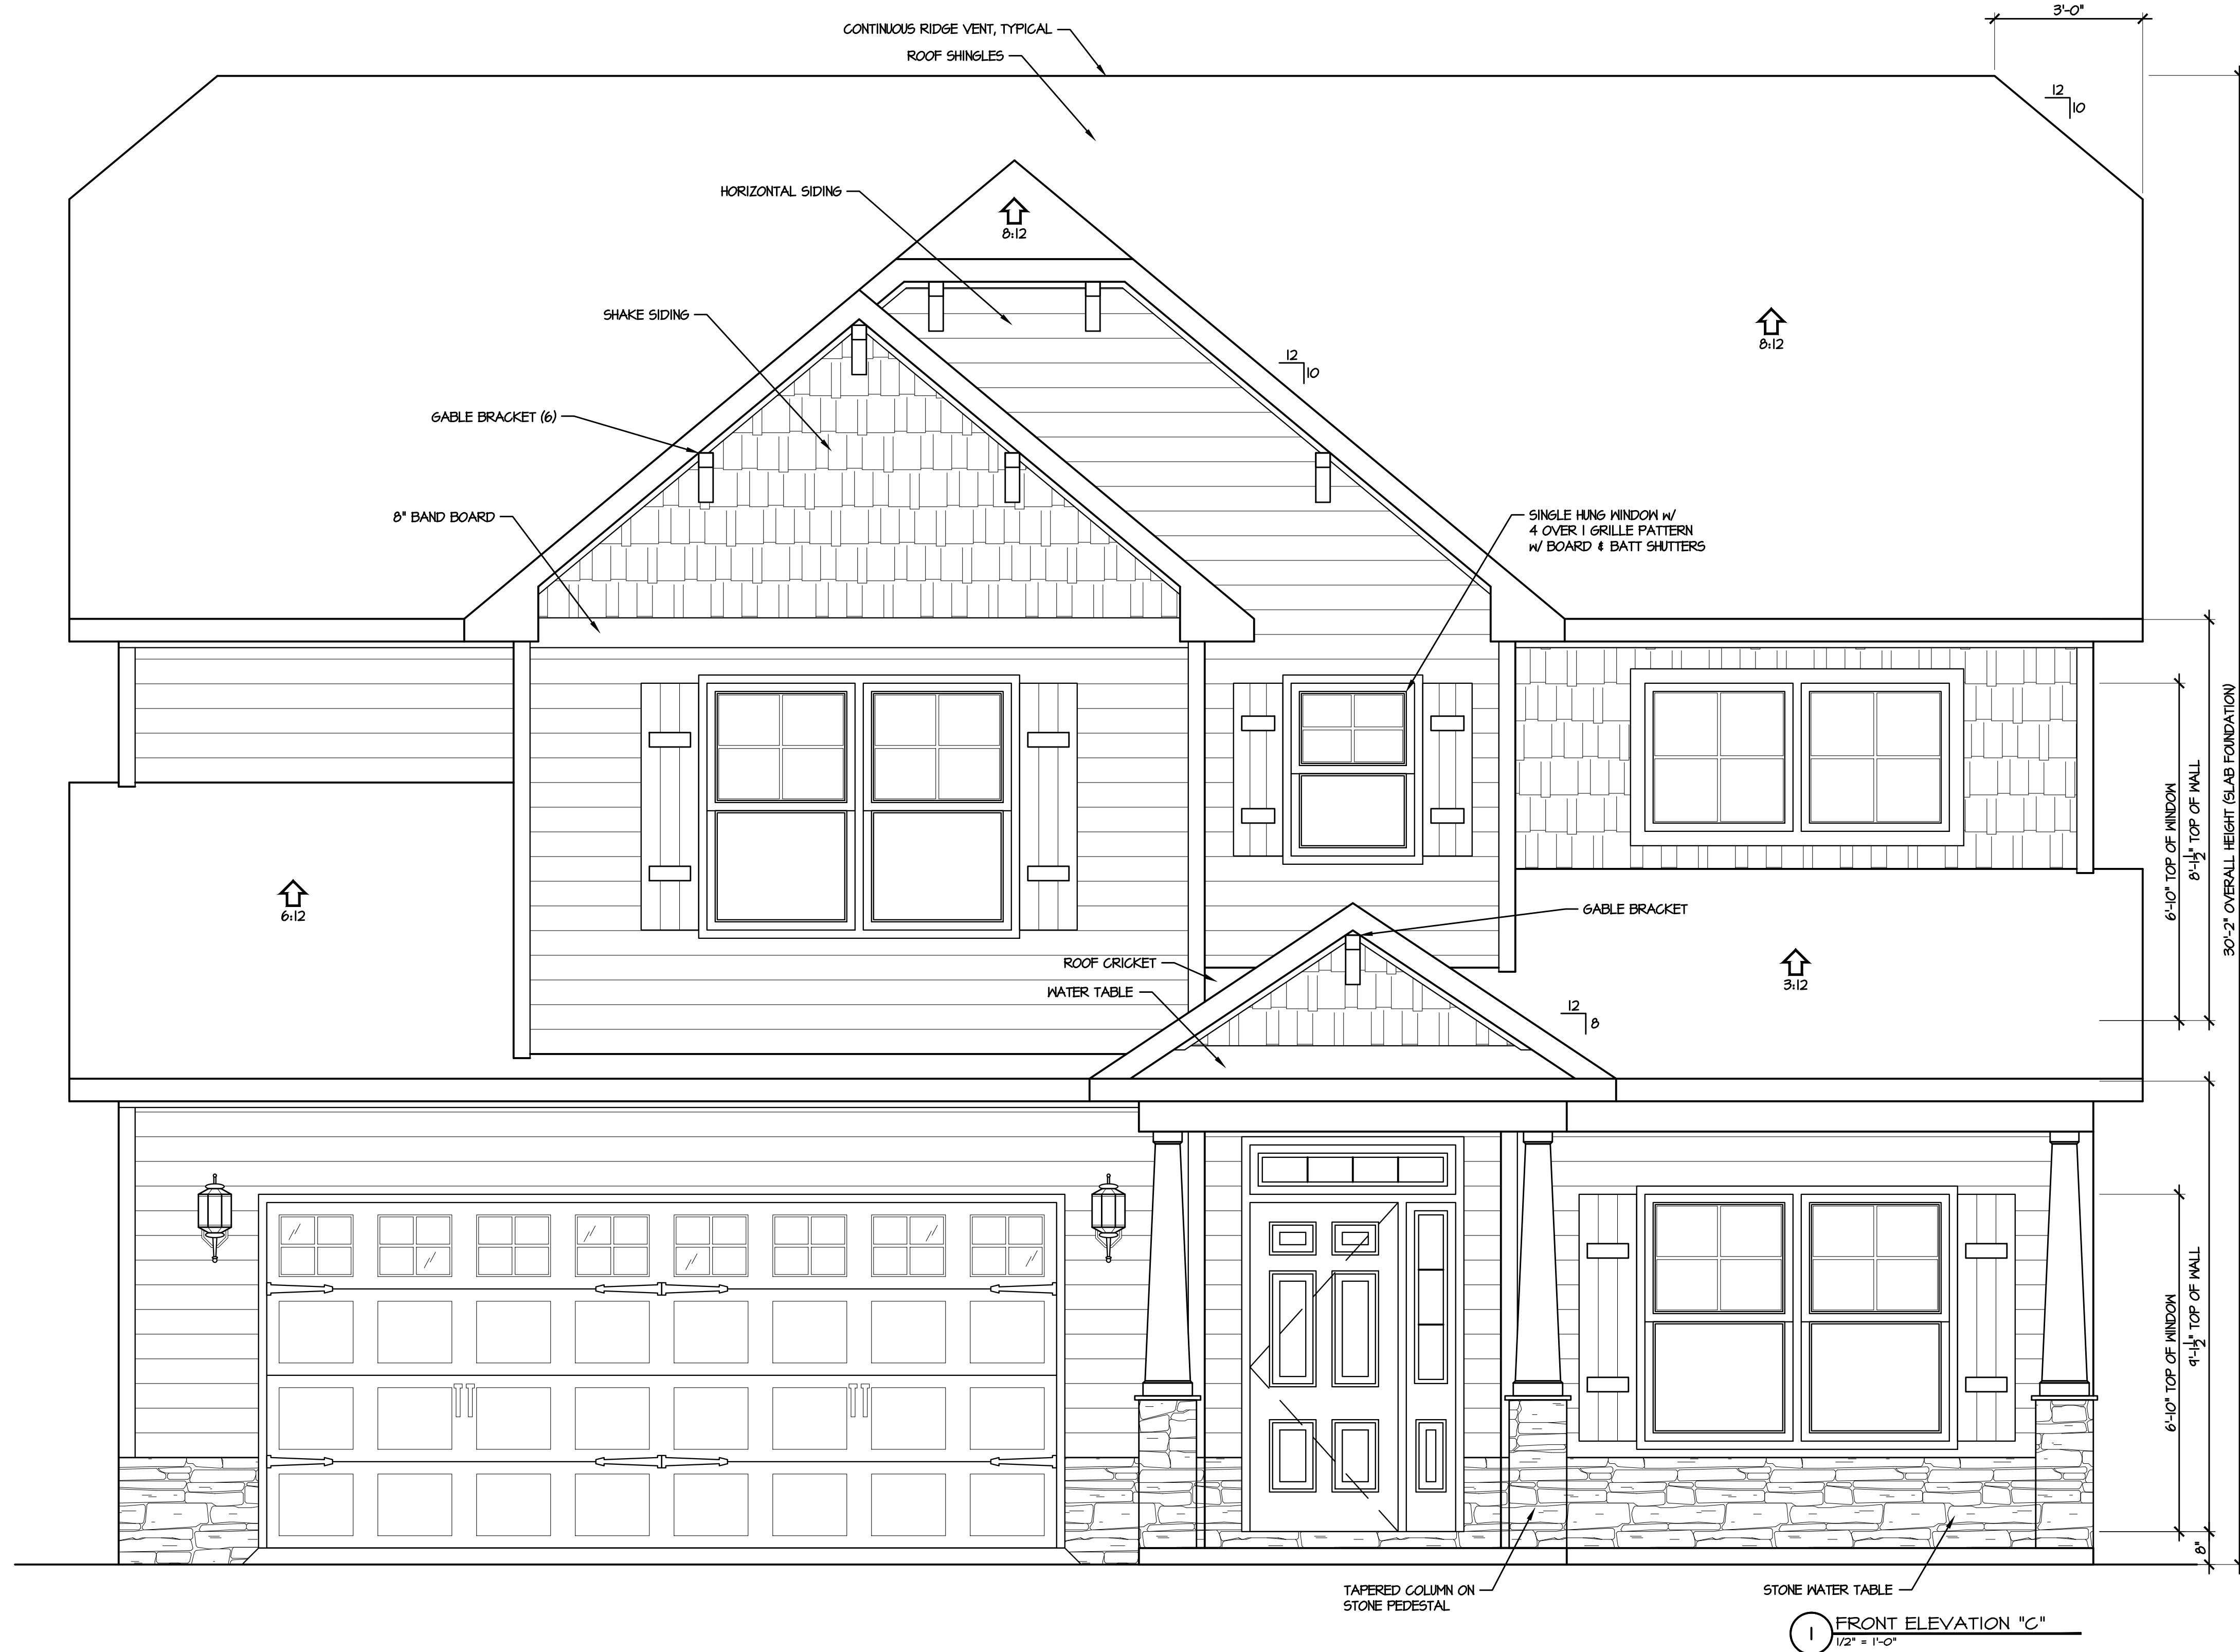 3'-0"
CONTINUOUS RIDGE VENT, TYPICAL
ROOF SHINGLES
12
10
HORIZONTAL SIDING
8:12
SHAKE SIDING
8:12
12
10
GABLE BRACKET (6)
8" BAND BOARD
SINGLE HUNG WINDOW w/
4 OVER 1 GRILLE PATTERN
w/ BOARD & BATT SHUTTERS
6'-10" TOP OF WINDOW
8'-1½" TOP OF WALL
30'-2" OVERALL HEIGHT (SLAB FOUNDATION)
6:12
GABLE BRACKET
ROOF CRICKET
WATER TABLE
3:12
12
8
6'-10" TOP OF WINDOW
9'-1½" TOP OF WALL
8"
TAPERED COLUMN ON
STONE PEDESTAL
STONE WATER TABLE
1
FRONT ELEVATION "C"
1/2" = 1'-0"